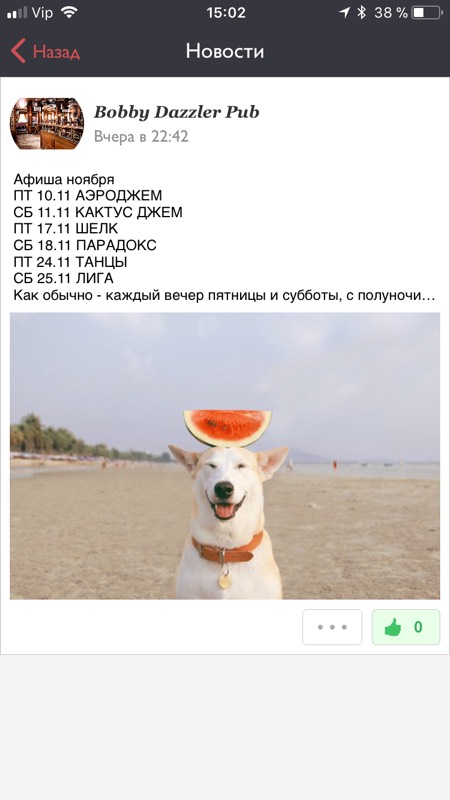 Vip
15:02
38 %
Назад
Новости
Bobby Dazzler Pub
Вчера в 22:42
Афиша ноября
ПТ 10.11 АЭРОДЖЕМ
СБ 11.11 КАКТУС ДЖЕМ
ПТ 17.11 ШЕЛК
СБ 18.11 ПАРАДОКС
ПТ 24.11 ТАНЦЫ
СБ 25.11 ЛИГА
Как обычно - каждый вечер пятницы и субботы, с полуночи…
0